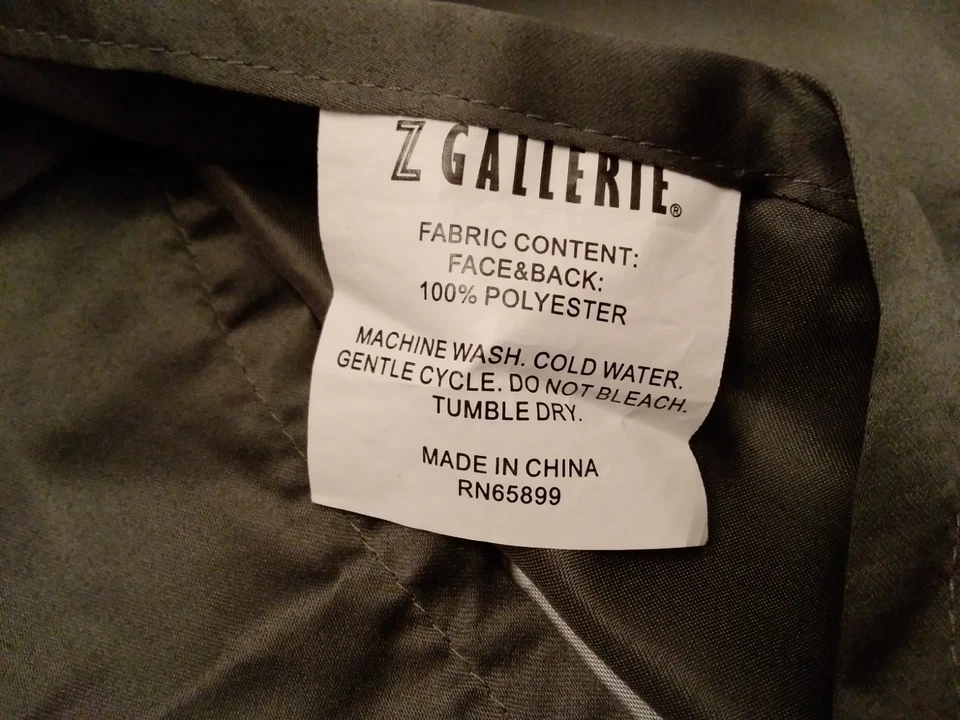 Z GALLERIE®
FABRIC CONTENT:
FACE&BACK:
100% POLYESTER
MACHINE WASH. COLD WATER.
GENTLE CYCLE. DO NOT BLEACH.
TUMBLE DRY.
MADE IN CHINA
RN65899